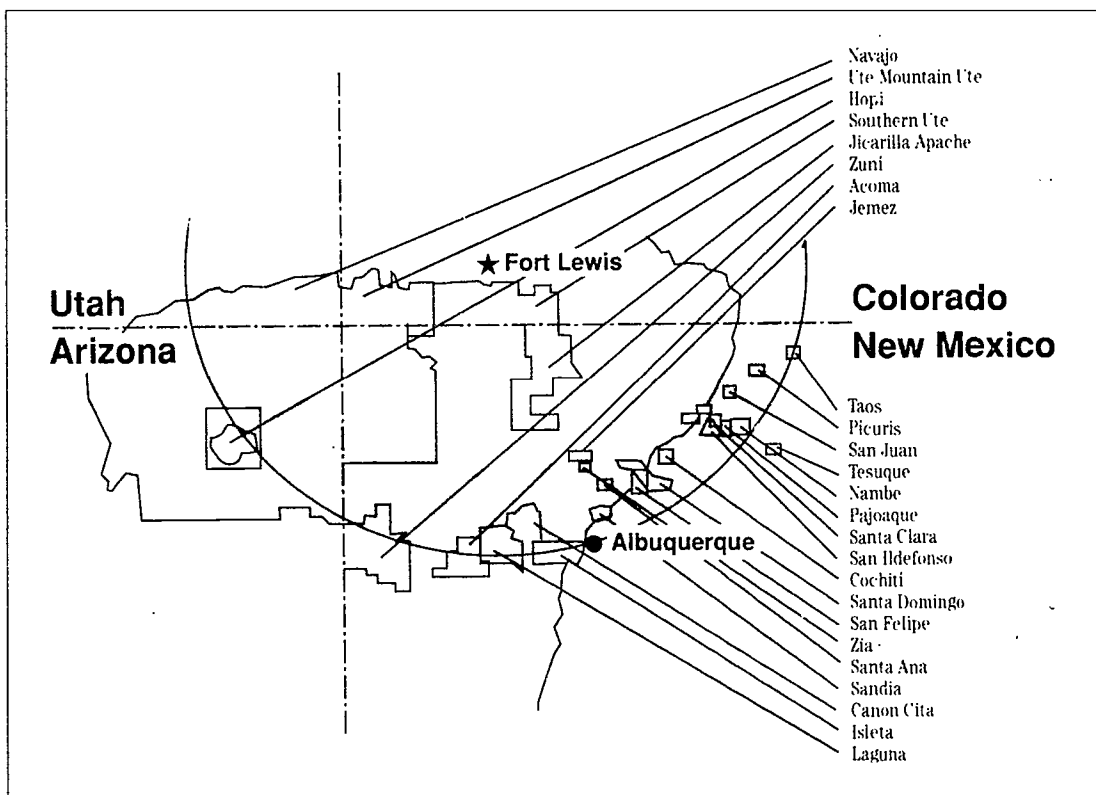 Navajo
Ute Mountain Ute
Hopi
Southern Ute
Jicarilla Apache
Zuni
Acoma
Jemez
Fort Lewis
Utah
Colorado
Arizona
New Mexico
Taos
Picuris
San Juan
Tesuque
Nambe
Pajoaque
Santa Clara
San Ildefonso
Cochiti
Santa Domingo
San Felipe
Zia
Santa Ana
Sandia
Canon Cita
Isleta
Laguna
Albuquerque